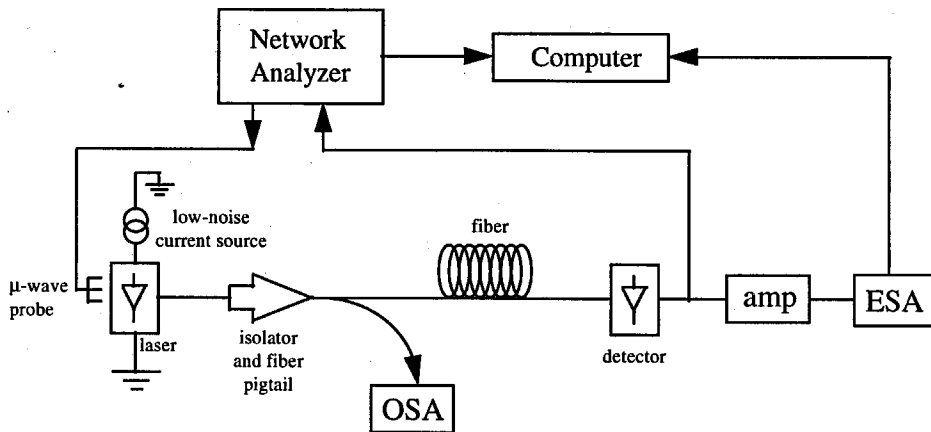 Network
Analyzer
Computer
low-noise
current source
fiber
μ-wave
probe
laser
isolator
and fiber
pigtail
detector
amp
ESA
OSA